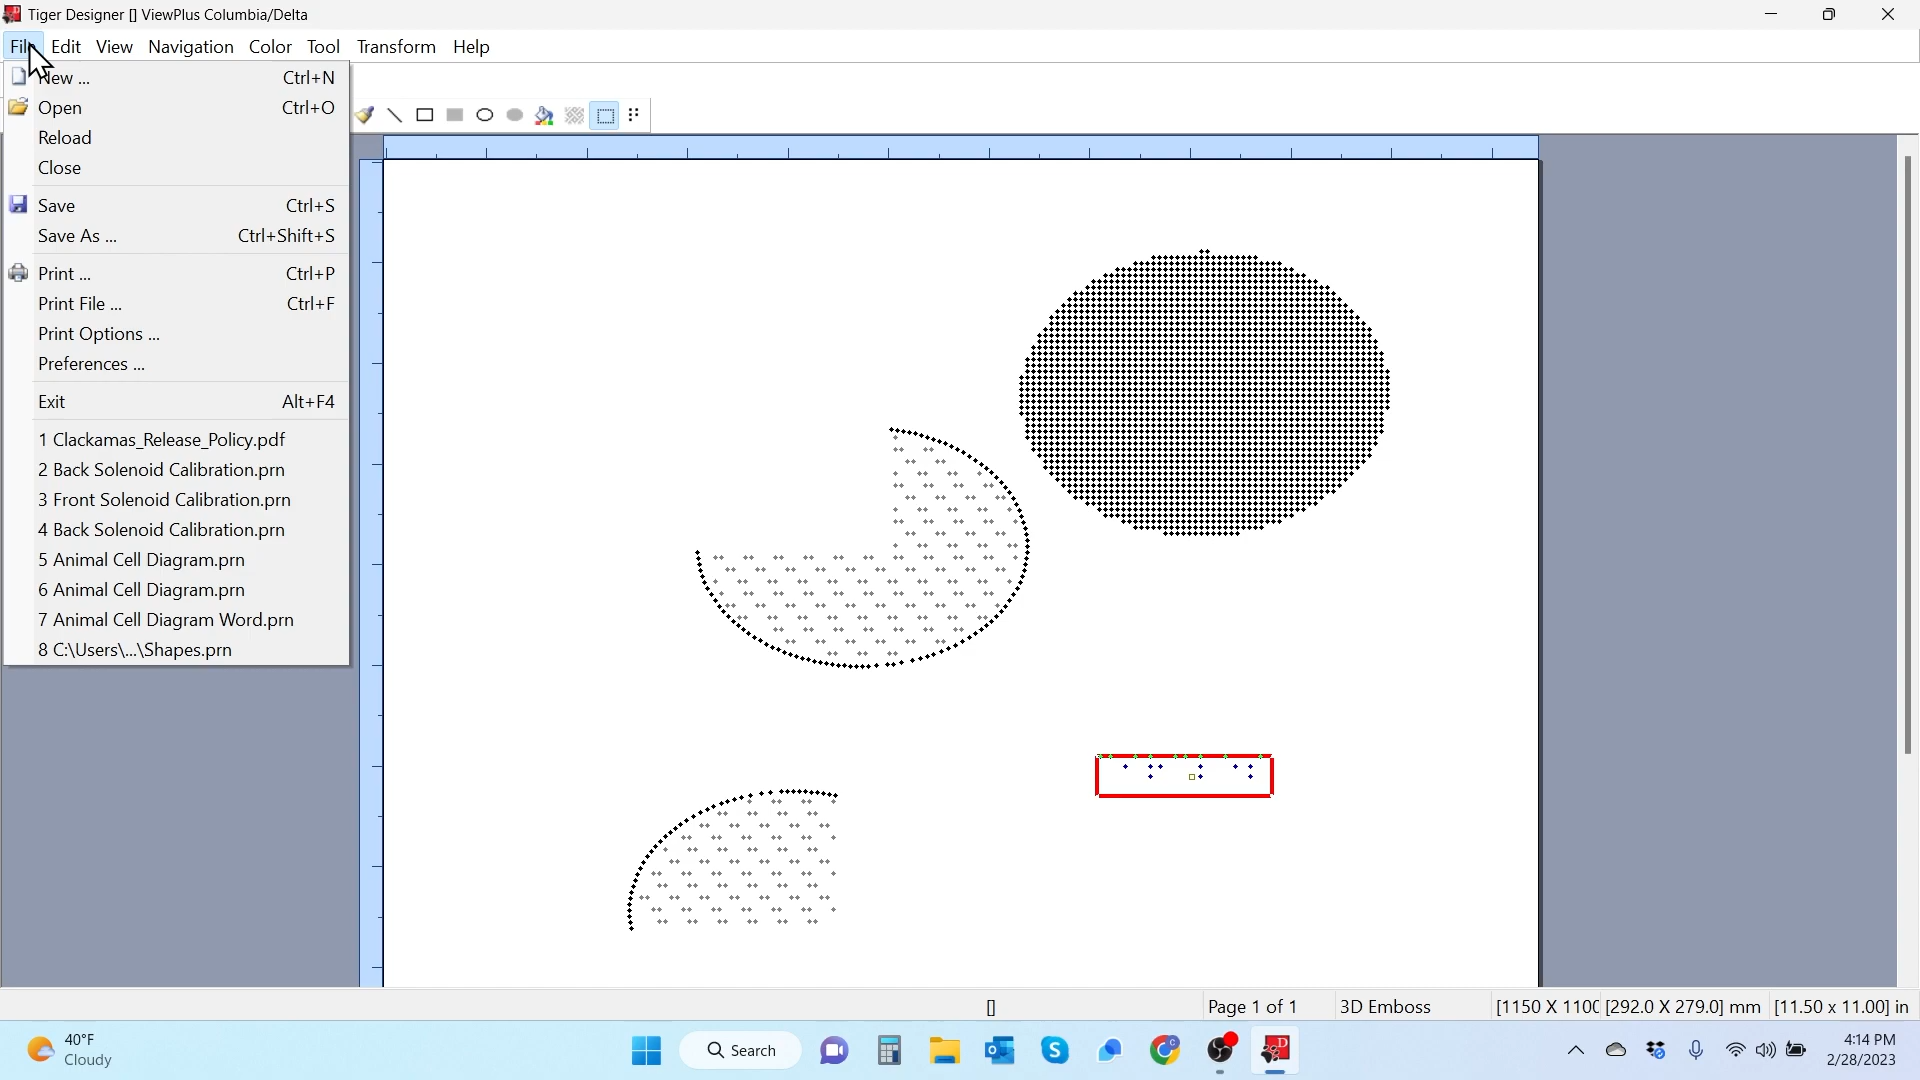 Tiger Designer [] ViewPlus Columbia/Delta
File Edit View Navigation Color Tool Transform Help
New ... Ctrl+N
Open Ctrl+O
Reload
Close
Save Ctrl+S
Save As ... Ctrl+Shift+S
Print ... Ctrl+P
Print File ... Ctrl+F
Print Options ...
Preferences ...
Exit Alt+F4
1 Clackamas_Release_Policy.pdf
2 Back Solenoid Calibration.prn
3 Front Solenoid Calibration.prn
4 Back Solenoid Calibration.prn
5 Animal Cell Diagram.prn
6 Animal Cell Diagram.prn
7 Animal Cell Diagram Word.prn
8 C:\Users\...\Shapes.prn
[] Page 1 of 1 3D Emboss [1150 X 1100 [292.0 X 279.0] mm [11.50 x 11.00] in
40°F
Cloudy
Search
4:14 PM
2/28/2023